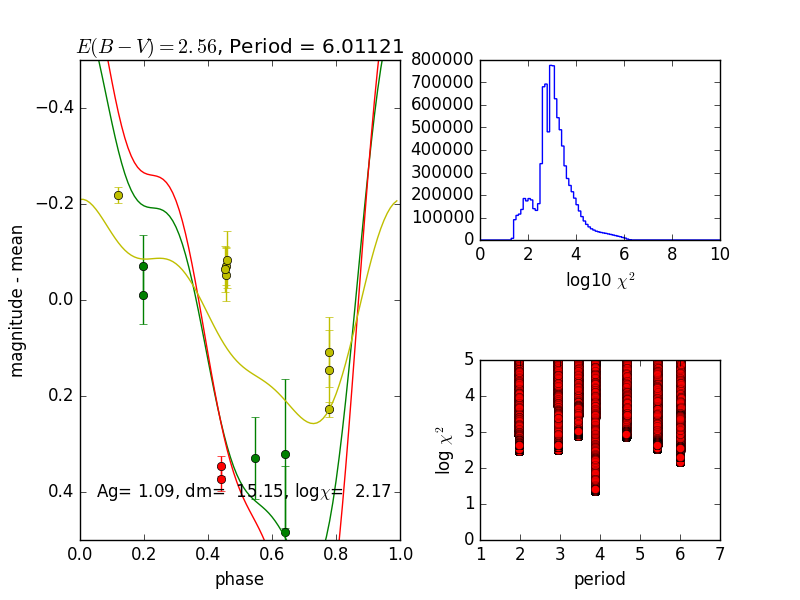 E(B − V) = 2.56, Period = 6.01121
magnitude - mean
−0.4
−0.2
0.0
0.2
0.4
Ag= 1.09, dm= 15.15, logχ= 2.17
0.0 0.2 0.4 0.6 0.8 1.0
phase
800000
700000
600000
500000
400000
300000
200000
100000
0
0 2 4 6 8 10
log10 χ²
log χ²
5
4
3
2
1
0
1 2 3 4 5 6 7
period